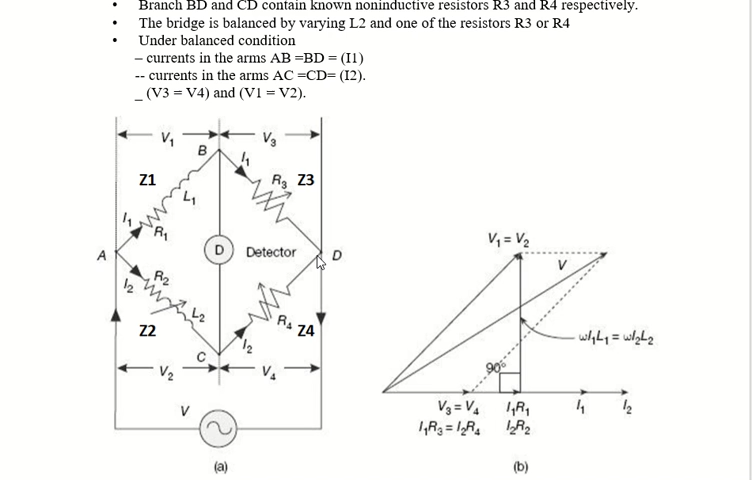 • Branch BD and CD contain known noninductive resistors R3 and R4 respectively.
• The bridge is balanced by varying L2 and one of the resistors R3 or R4
• Under balanced condition
– currents in the arms AB =BD = (I1)
-- currents in the arms AC =CD= (I2).
_ (V3 = V4) and (V1 = V2).
V₁ V₃
B I₁
Z1 R₃ Z3
L₁
I₁ R₁
A D Detector D
I₂ R₂
L₂ R₄
Z2 Z4
C I₂
V₂ V₄
V
(a)
V₁ = V₂
V
ωI₁L₁ = ωI₂L₂
90°
V₃ = V₄ I₁R₁ I₁ I₂
I₁R₃ = I₂R₄ I₂R₂
(b)